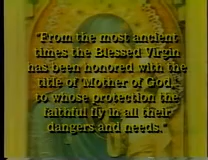 "From the most ancient
times the Blessed Virgin
has been honored with the
title of 'Mother of God,'
to whose protection the
faithful fly in all their
dangers and needs."